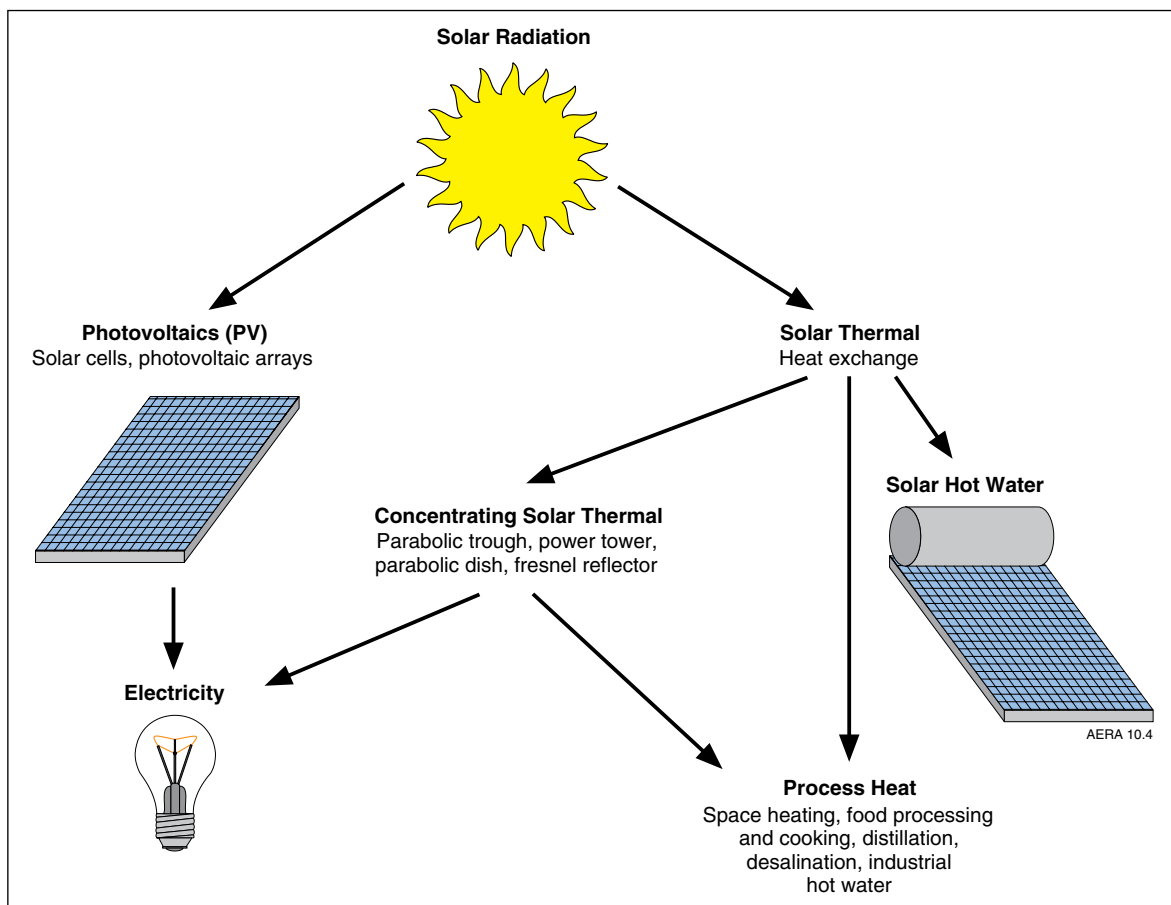 Solar Radiation
Photovoltaics (PV)
Solar cells, photovoltaic arrays
Solar Thermal
Heat exchange
Concentrating Solar Thermal
Parabolic trough, power tower,
parabolic dish, fresnel reflector
Solar Hot Water
AERA 10.4
Electricity
Process Heat
Space heating, food processing
and cooking, distillation,
desalination, industrial
hot water